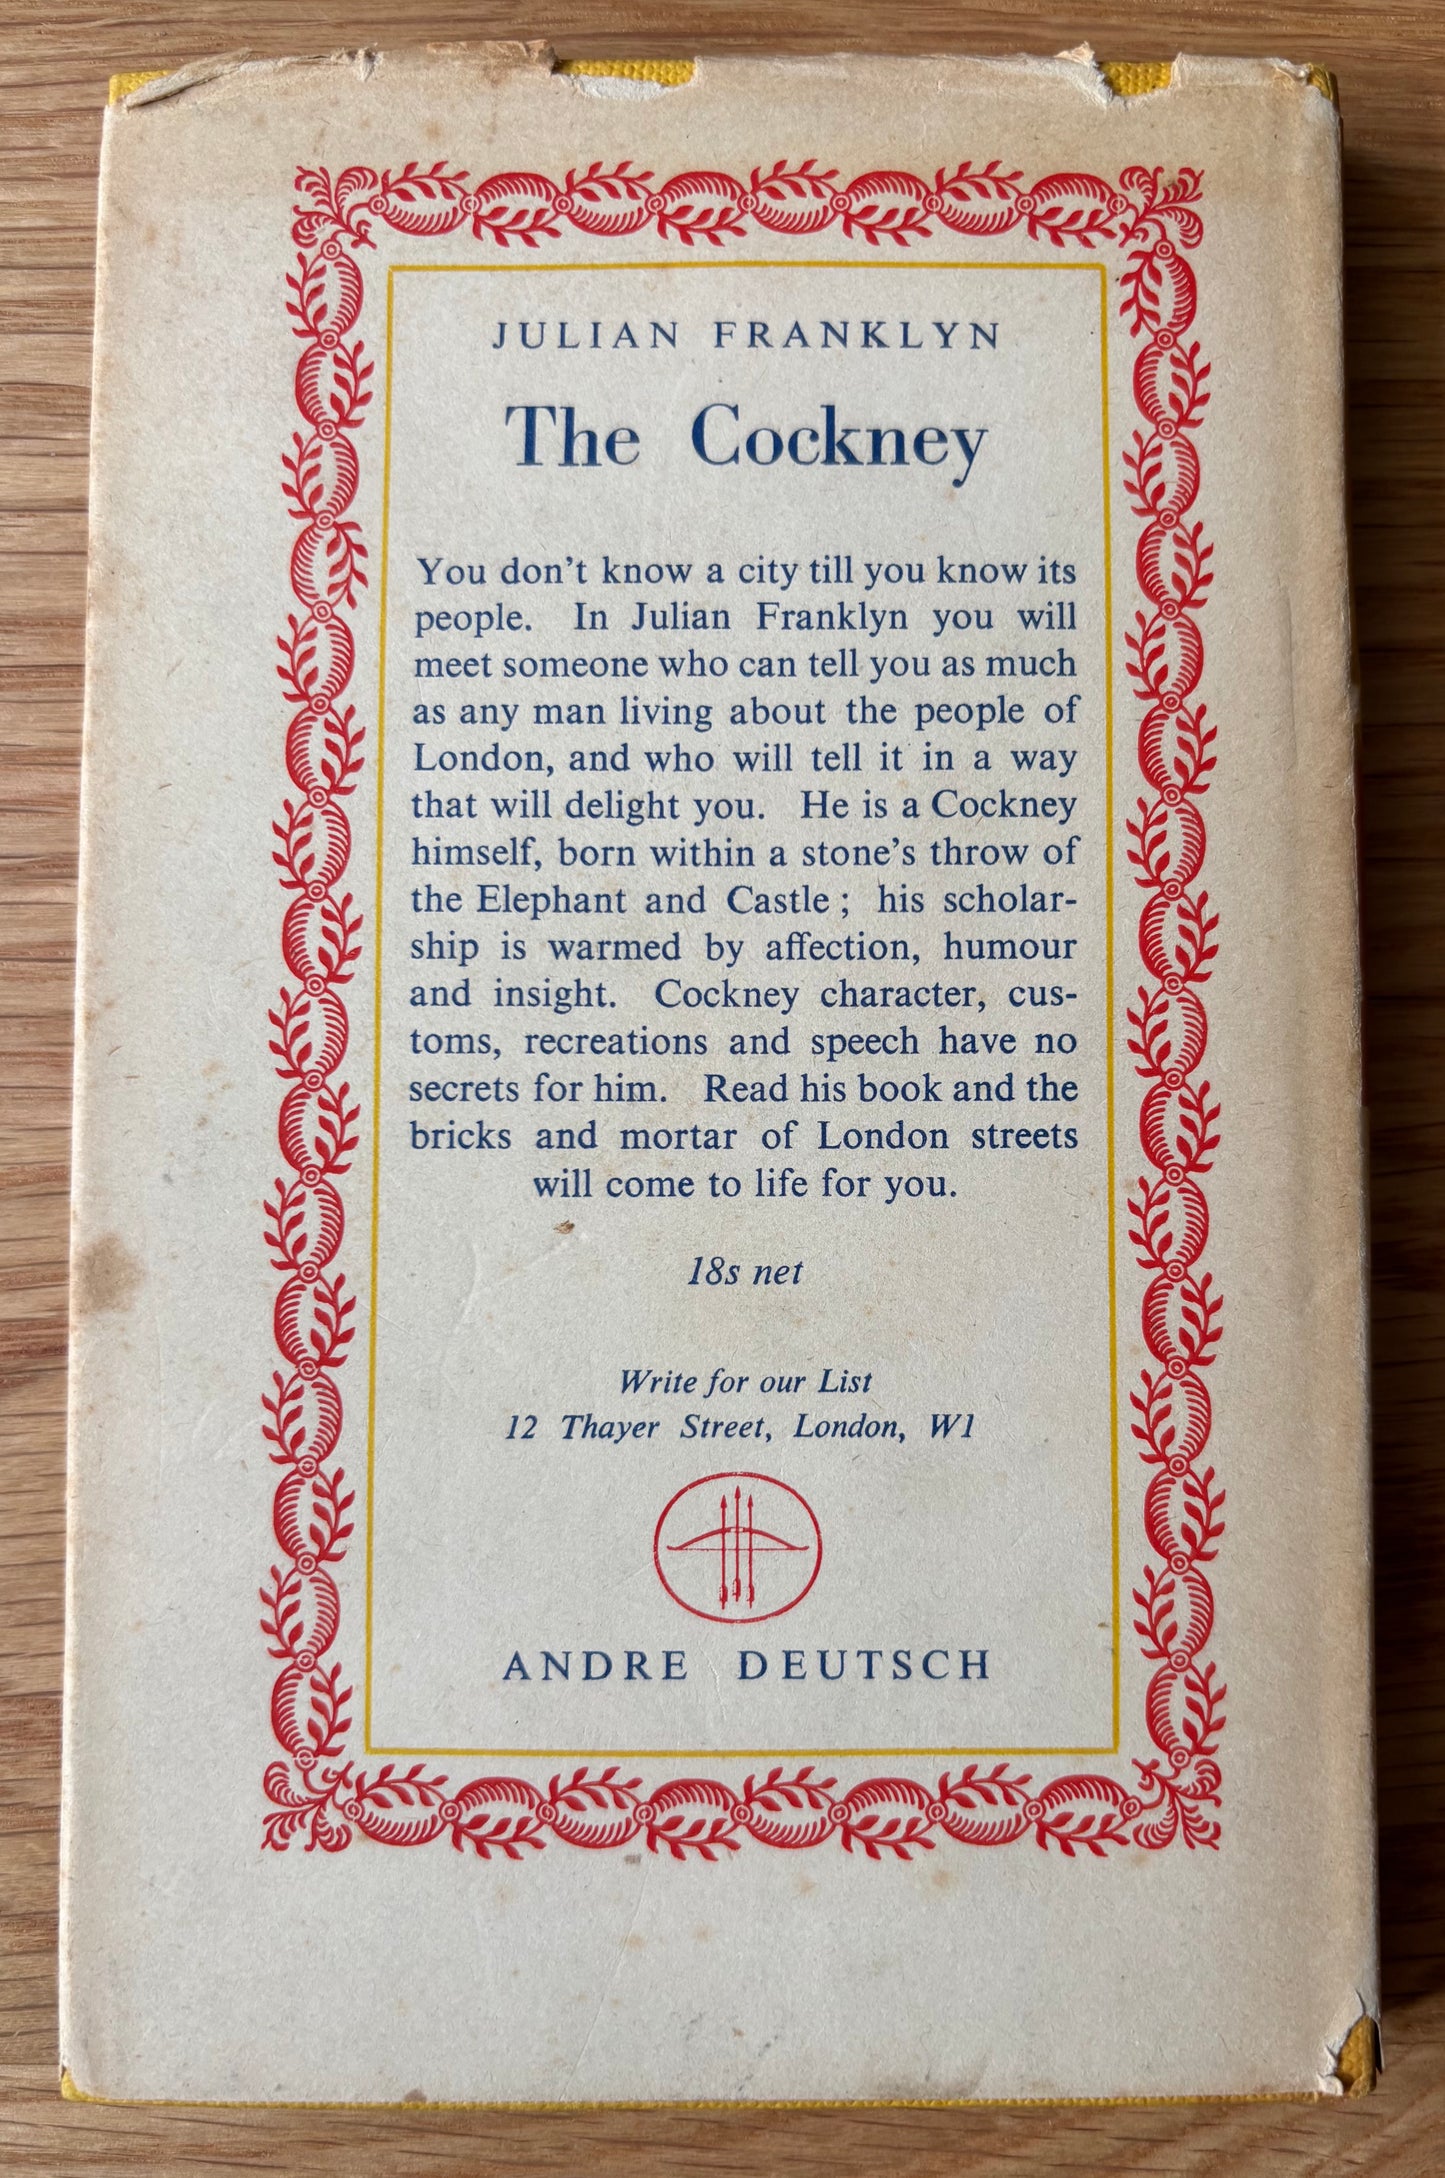 JULIAN FRANKLYN
The Cockney
You don't know a city till you know its
people. In Julian Franklyn you will
meet someone who can tell you as much
as any man living about the people of
London, and who will tell it in a way
that will delight you. He is a Cockney
himself, born within a stone's throw of
the Elephant and Castle ; his scholar-
ship is warmed by affection, humour
and insight. Cockney character, cus-
toms, recreations and speech have no
secrets for him. Read his book and the
bricks and mortar of London streets
will come to life for you.
18s net
Write for our List
12 Thayer Street, London, W1
ANDRE DEUTSCH